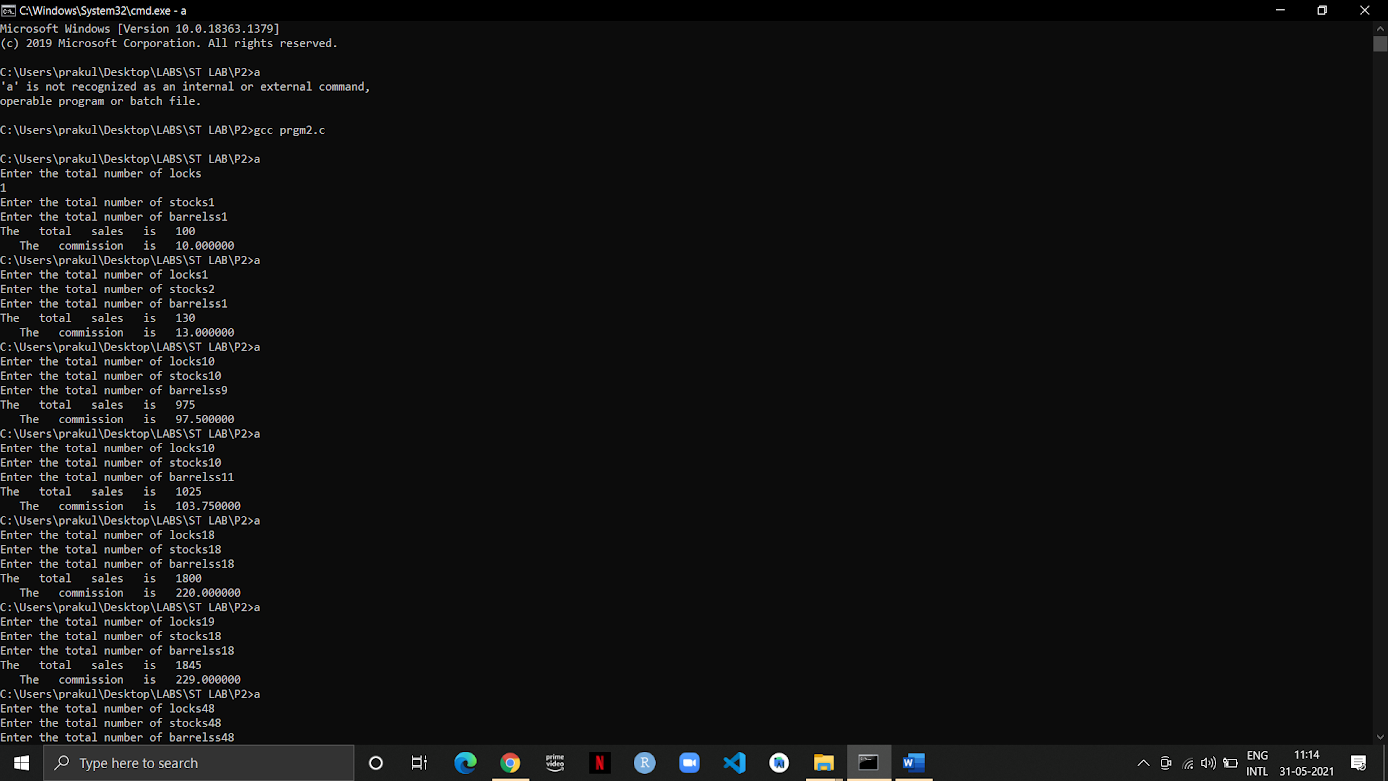 C:\Windows\System32\cmd.exe - a
Microsoft Windows [Version 10.0.18363.1379]
(c) 2019 Microsoft Corporation. All rights reserved.
C:\Users\prakul\Desktop\LABS\ST LAB\P2>a
'a' is not recognized as an internal or external command,
operable program or batch file.
C:\Users\prakul\Desktop\LABS\ST LAB\P2>gcc prgm2.c
C:\Users\prakul\Desktop\LABS\ST LAB\P2>a
Enter the total number of locks
1
Enter the total number of stocks1
Enter the total number of barrelss1
The   total   sales   is   100
   The   commission   is   10.000000
C:\Users\prakul\Desktop\LABS\ST LAB\P2>a
Enter the total number of locks1
Enter the total number of stocks2
Enter the total number of barrelss1
The   total   sales   is   130
   The   commission   is   13.000000
C:\Users\prakul\Desktop\LABS\ST LAB\P2>a
Enter the total number of locks10
Enter the total number of stocks10
Enter the total number of barrelss9
The   total   sales   is   975
   The   commission   is   97.500000
C:\Users\prakul\Desktop\LABS\ST LAB\P2>a
Enter the total number of locks10
Enter the total number of stocks10
Enter the total number of barrelss11
The   total   sales   is   1025
   The   commission   is   103.750000
C:\Users\prakul\Desktop\LABS\ST LAB\P2>a
Enter the total number of locks18
Enter the total number of stocks18
Enter the total number of barrelss18
The   total   sales   is   1800
   The   commission   is   220.000000
C:\Users\prakul\Desktop\LABS\ST LAB\P2>a
Enter the total number of locks19
Enter the total number of stocks18
Enter the total number of barrelss18
The   total   sales   is   1845
   The   commission   is   229.000000
C:\Users\prakul\Desktop\LABS\ST LAB\P2>a
Enter the total number of locks48
Enter the total number of stocks48
Enter the total number of barrelss48
Type here to search
prime video
N
R
W
ENG
INTL
11:14
31-05-2021